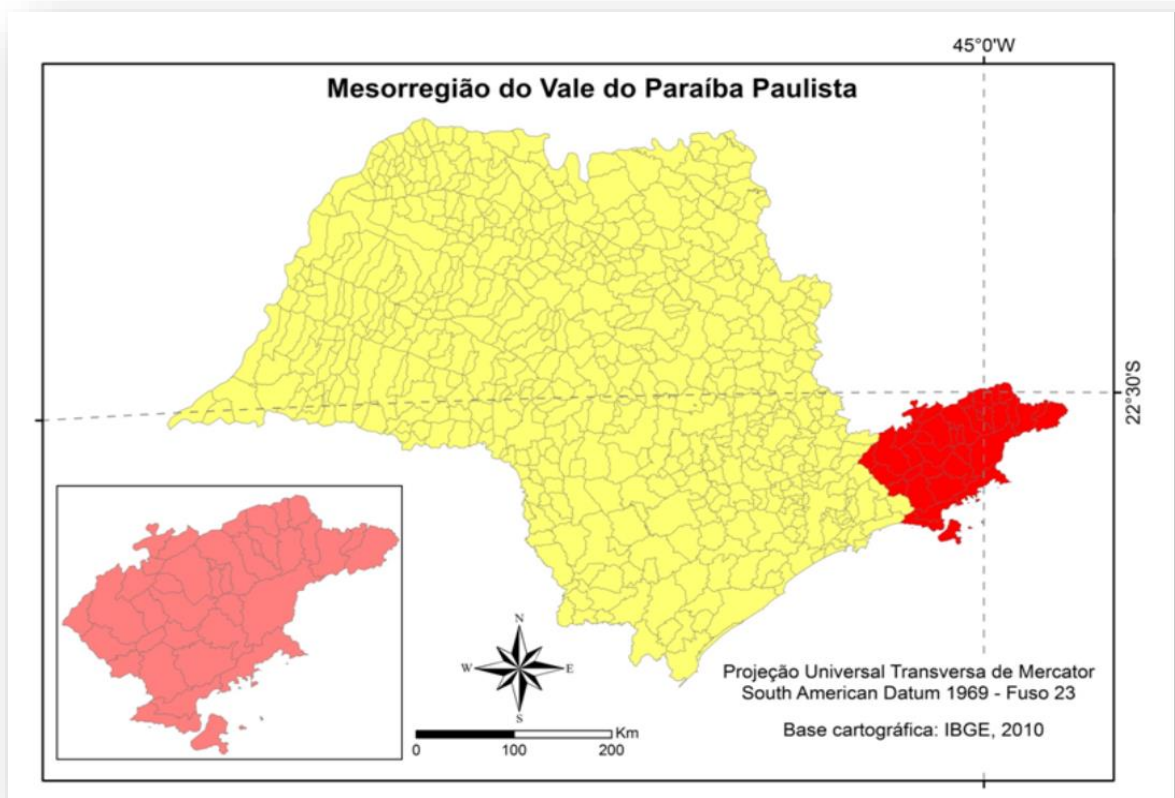 45°0'W
Mesorregião do Vale do Paraíba Paulista
22°30'S
N
W
E
S
Km
0
100
200
Projeção Universal Transversa de Mercator
South American Datum 1969 - Fuso 23
Base cartográfica: IBGE, 2010